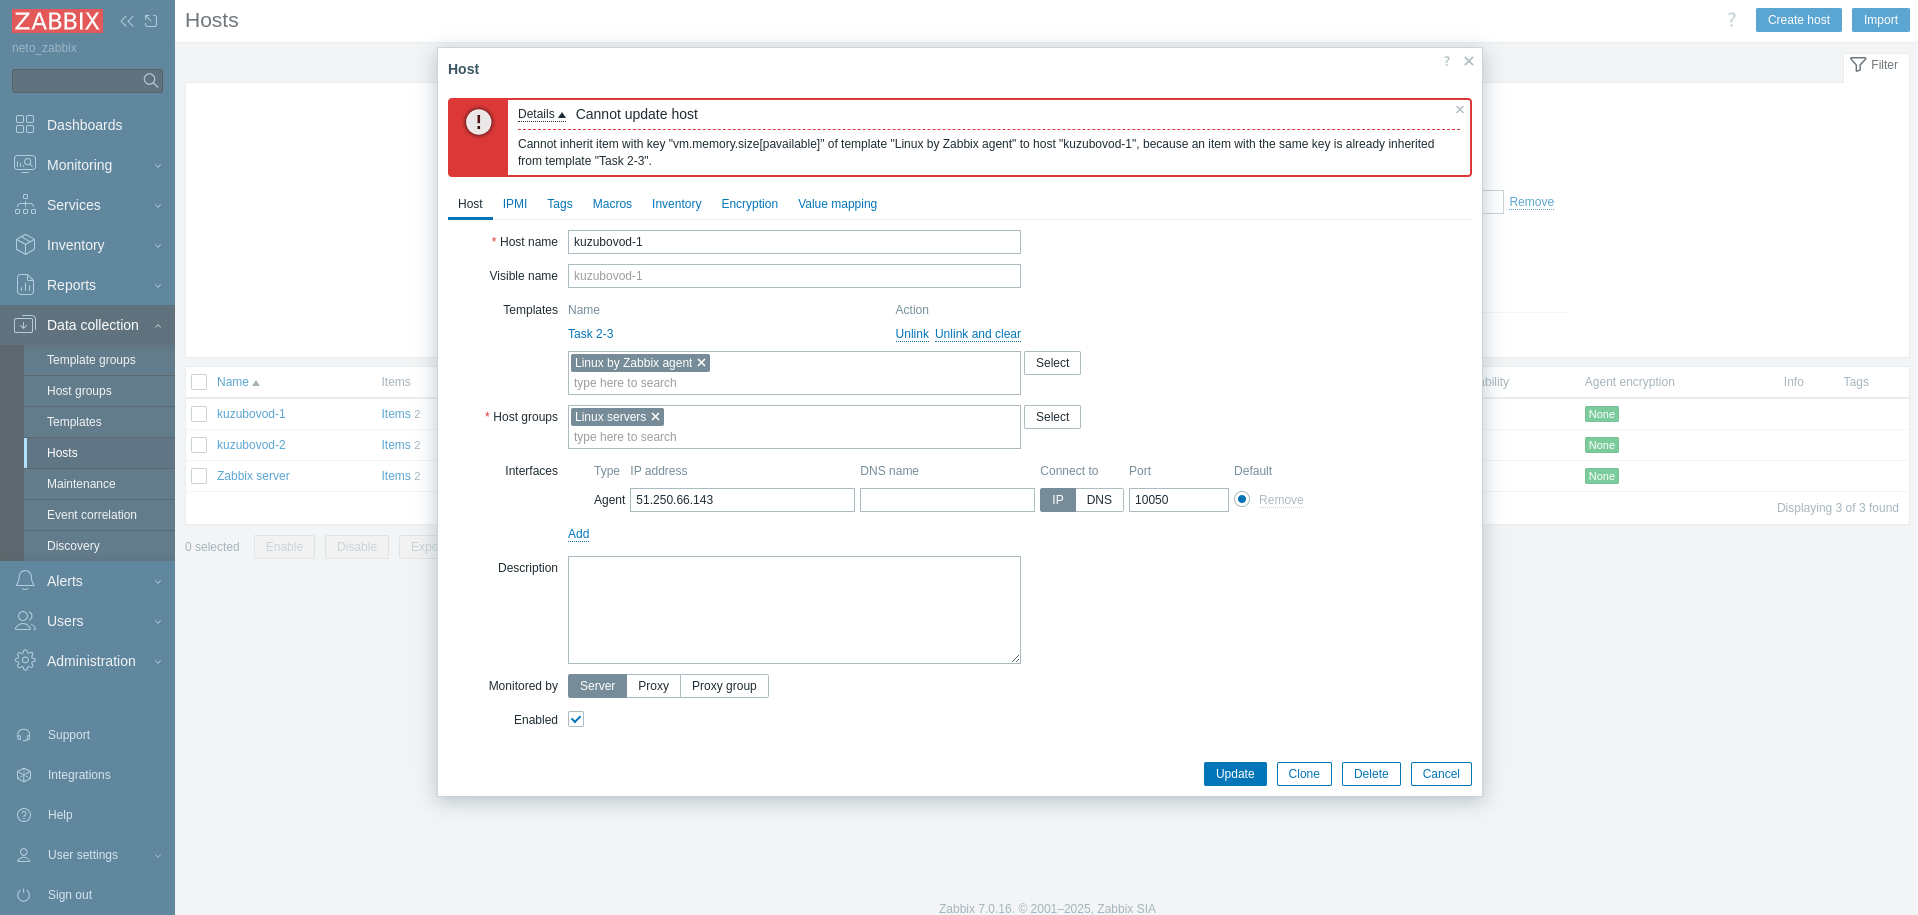 ZABBIX
neto_zabbix
Dashboards
Monitoring
Services
Inventory
Reports
Data collection
Template groups
Host groups
Templates
Hosts
Maintenance
Event correlation
Discovery
Alerts
Users
Administration
Support
Integrations
Help
User settings
Sign out
Hosts
? Create host Import
Filter
Remove
Name Items
kuzubovod-1 Items 2
kuzubovod-2 Items 2
Zabbix server Items 2
0 selected Enable Disable
Agent encryption Info Tags
None
None
None
Displaying 3 of 3 found
Host
?
Details Cannot update host
Cannot inherit item with key "vm.memory.size[pavailable]" of template "Linux by Zabbix agent" to host "kuzubovod-1", because an item with the same key is already inherited
from template "Task 2-3".
Host IPMI Tags Macros Inventory Encryption Value mapping
* Host name kuzubovod-1
Visible name kuzubovod-1
Templates Name Action
Task 2-3 Unlink Unlink and clear
Linux by Zabbix agent Select
type here to search
* Host groups Linux servers Select
type here to search
Interfaces Type IP address DNS name Connect to Port Default
Agent 51.250.66.143 IP DNS 10050 Remove
Add
Description
Monitored by Server Proxy Proxy group
Enabled
Update Clone Delete Cancel
Zabbix 7.0.16. © 2001–2025, Zabbix SIA